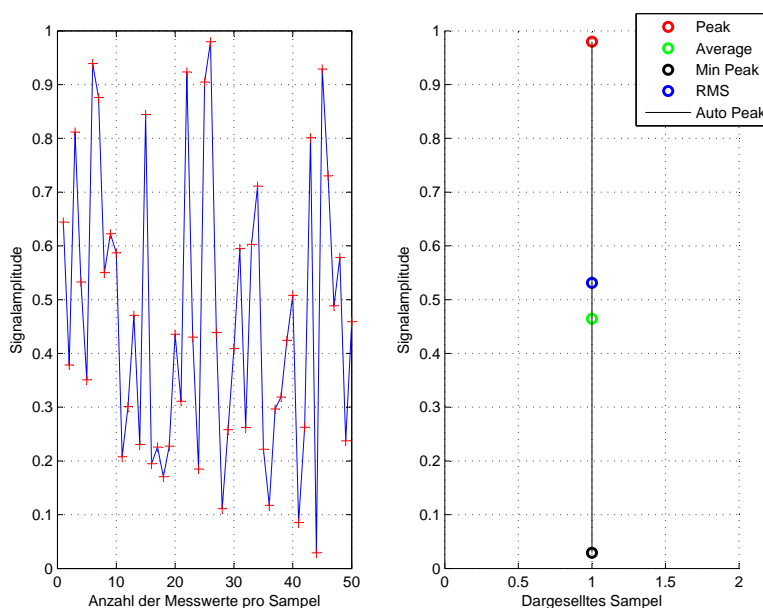 1
0.9
0.8
0.7
0.6
0.5
0.4
0.3
0.2
0.1
0
Signalamplitude
0 10 20 30 40 50
Anzahl der Messwerte pro Sampel
1
0.9
0.8
0.7
0.6
0.5
0.4
0.3
0.2
0.1
0
Signalamplitude
0 0.5 1 1.5 2
Dargeselltes Sampel
Peak
Average
Min Peak
RMS
Auto Peak